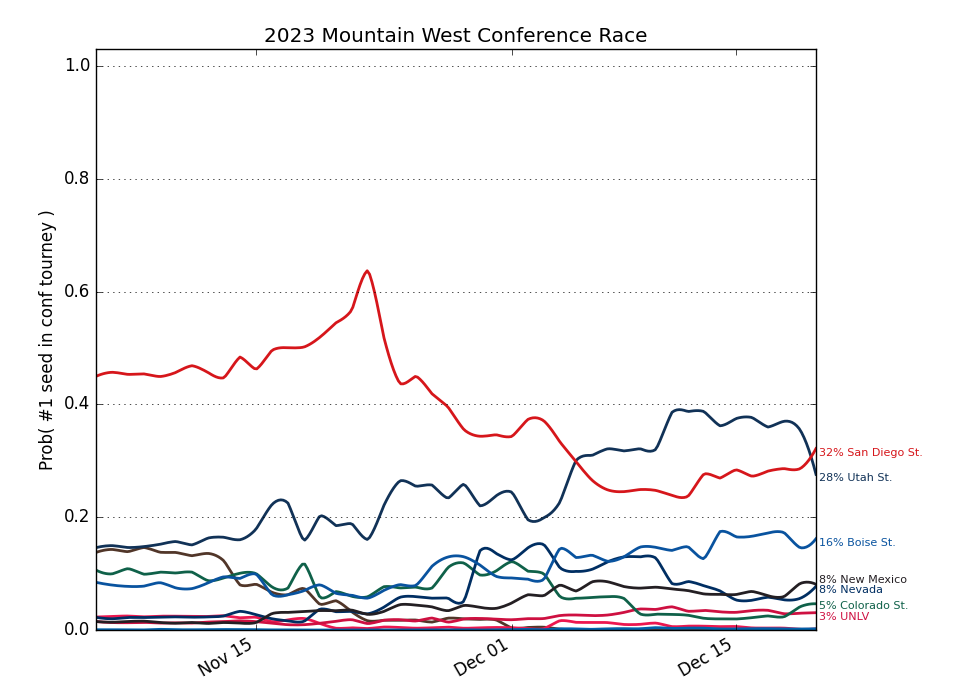 2023 Mountain West Conference Race
Prob( #1 seed in conf tourney )
1.0
0.8
0.6
0.4
0.2
0.0
Nov 15
Dec 01
Dec 15
32% San Diego St.
28% Utah St.
16% Boise St.
8% New Mexico
8% Nevada
5% Colorado St.
3% UNLV